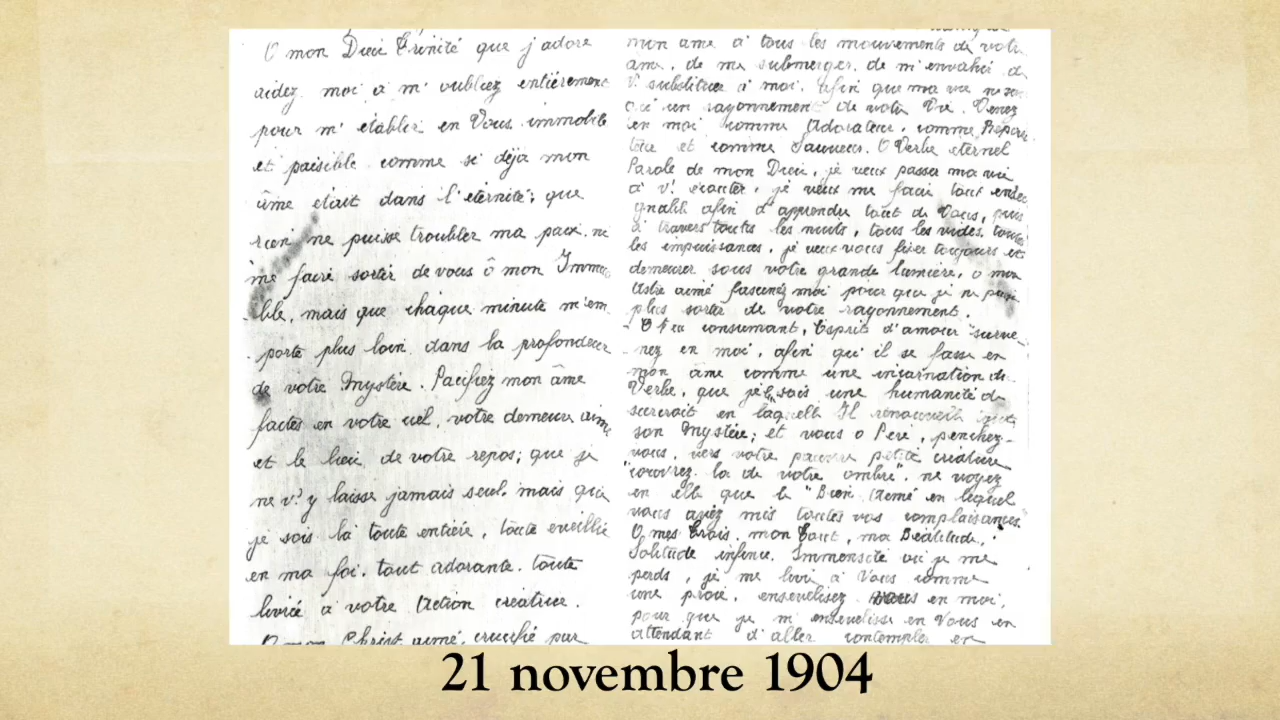 O mon Dieu Trinité que j'adore
aidez moi à m'oubliez entièrement
pour m'établir en Vous, immobile
et paisible comme si déjà mon
âme était dans l'éternité; que
rien ne puisse troubler ma paix, ni
me faire sortir de vous ô mon Immua
ble, mais que chaque minute m'em
porte plus loin dans la profondeur
de votre Mystère. Pacifiez mon âme
faites en votre ciel, votre demeure aimé
et le lieu de votre repos; que je
ne v's y laisse jamais seul. mais que
je sois là toute entière, toute éveillée
en ma foi, tout adorante, toute
livrée à votre Action créatrice.
O mon Christ aimé, crucifié par
mon âme à tous les mouvements de votre
âme, de me submerger, de m'envahir de
V. substituer à moi, afin que ma vie ne soit
qu'un rayonnement de votre Vie. Venez
en moi comme Adorateur, comme Répara
teur et comme Sauveur. O Verbe éternel
Parole de mon Dieu, je veux passer ma vie
à v's écouter, je veux me faire tout ensei
gnable afin d'apprendre tout de Vous, puis
à travers toutes les nuits, tous les vides, toutes
les impuissances, je veux vous fixer toujours et
demeurer sous votre grande lumière, ô mon
Astre aimé fascinez moi pour que je ne puisse
plus sortir de votre rayonnement.
O Feu consumant, Esprit d'amour "surve
nez en moi, afin qu'il se fasse en
mon âme comme une incarnation du
Verbe, que je sois une humanité de
surcroit en laquelle Il renouvelle tout
son Mystère; et vous ô Père, penchez-
vous, vers votre pauvre petite créature
"couvrez. la de votre ombre", ne voyez
en elle que le "Bien Aimé en lequel
vous avez mis toutes vos complaisances"
O mes Trois, mon Tout, ma Béatitude,
Solitude infinie. Immensité où je me
perds, je me livre à Vous comme
une proie, ensevelisez vous en moi,
pour que je m'ensevelisse en Vous en
attendant d'aller contempler en
21 novembre 1904